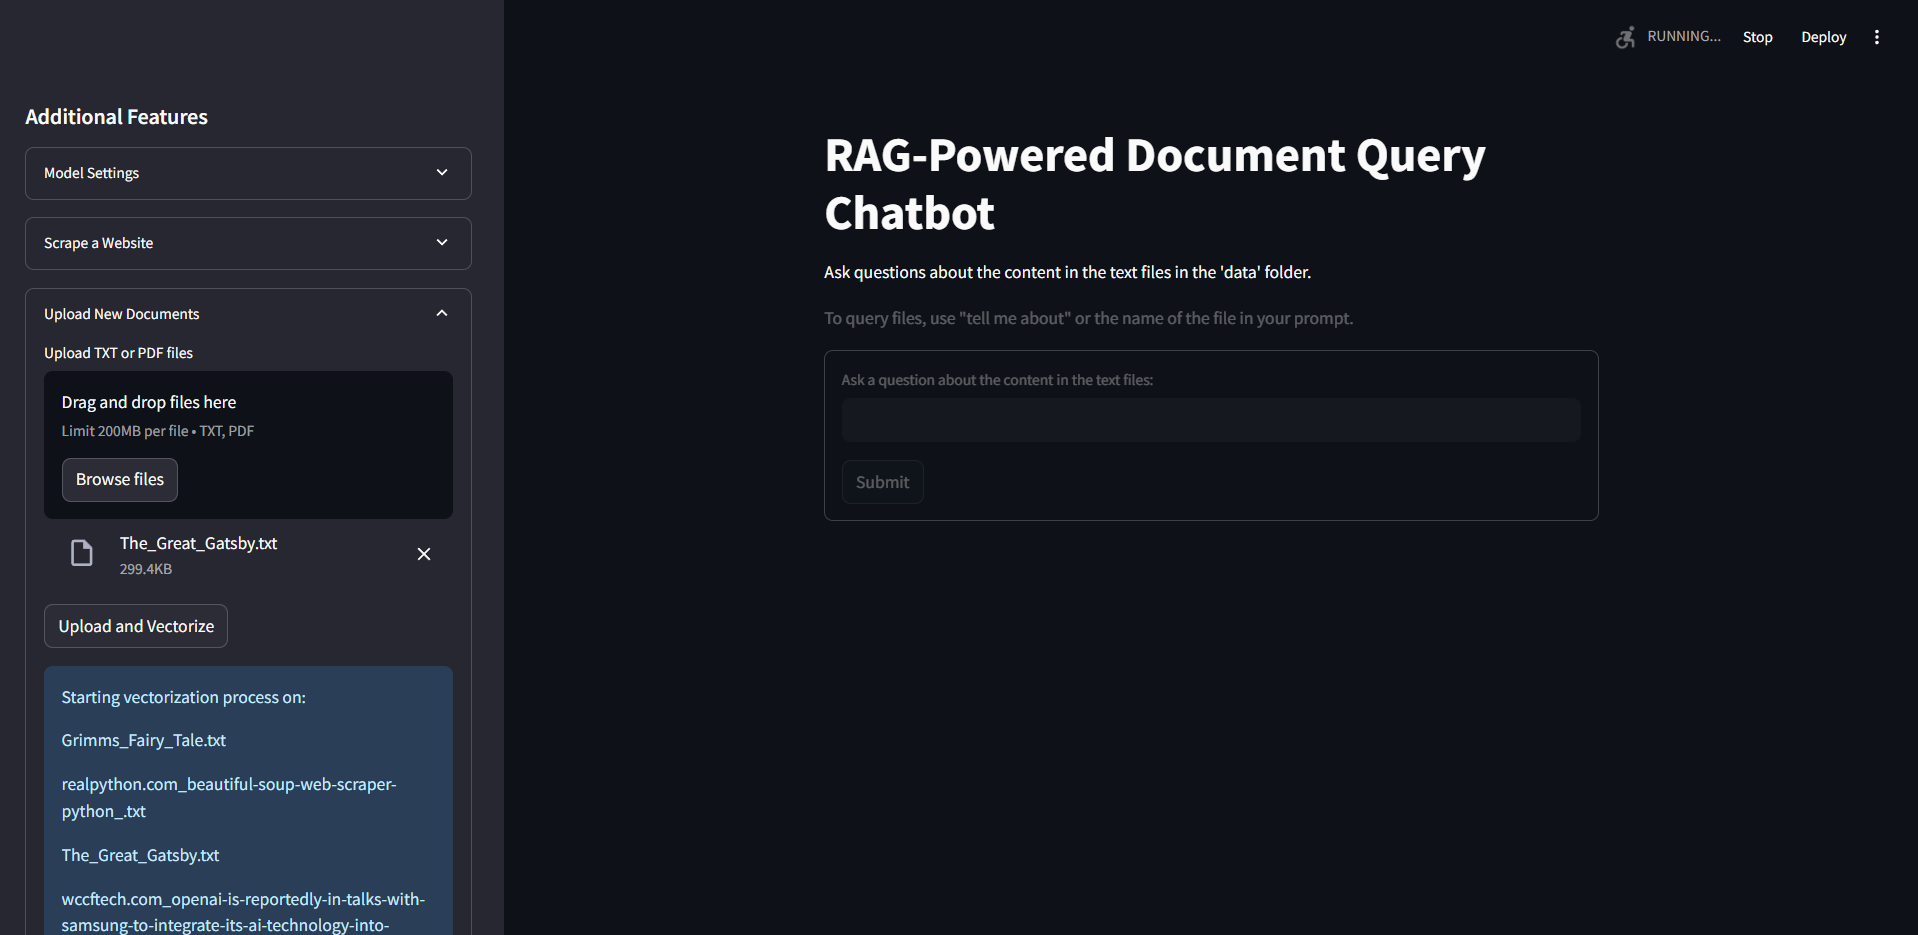 RUNNING...
Stop
Deploy
Additional Features
Model Settings
Scrape a Website
Upload New Documents
Upload TXT or PDF files
Drag and drop files here
Limit 200MB per file • TXT, PDF
Browse files
The_Great_Gatsby.txt
299.4KB
Upload and Vectorize
Starting vectorization process on:
Grimms_Fairy_Tale.txt
realpython.com_beautiful-soup-web-scraper-
python_.txt
The_Great_Gatsby.txt
wccftech.com_openai-is-reportedly-in-talks-with-
samsung-to-integrate-its-ai-technology-into-
RAG-Powered Document Query
Chatbot
Ask questions about the content in the text files in the 'data' folder.
To query files, use "tell me about" or the name of the file in your prompt.
Ask a question about the content in the text files:
Submit